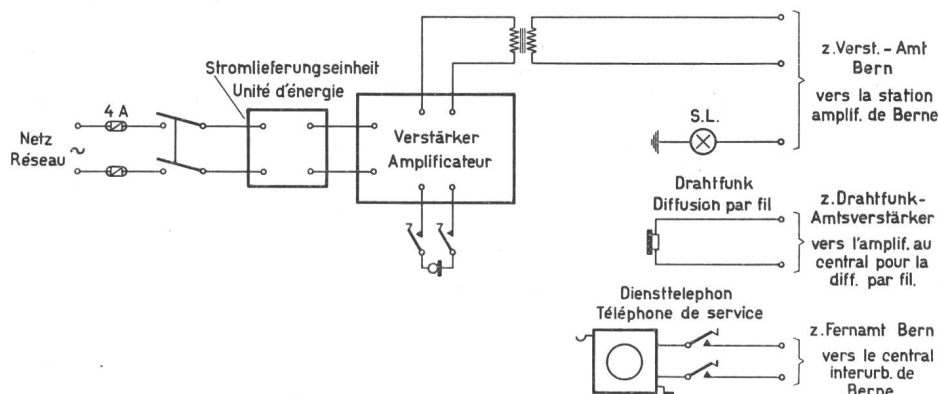 Stromlieferungseinheit
Unité d'énergie
4 A
Netz
Réseau
Verstärker
Amplificateur
z.Verst.-Amt
Bern
vers la station
amplif. de Berne
S.L.
Drahtfunk
Diffusion par fil
z.Drahtfunk-
Amtsverstärker
vers l'amplif. au
central pour la
diff. par fil.
Diensttelephon
Téléphone de service
z.Fernamt Bern
vers le central
interurb. de
Berne